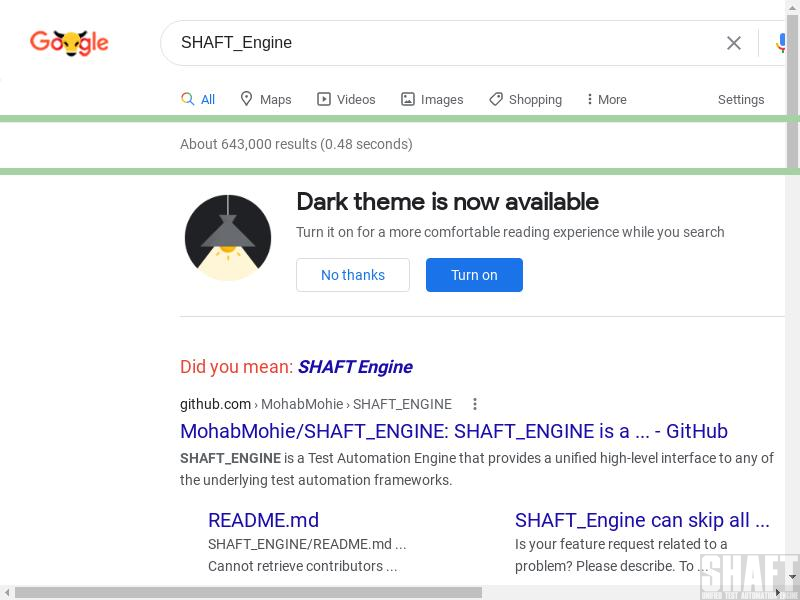 Google
SHAFT_Engine
All
Maps
Videos
Images
Shopping
More
Settings
About 643,000 results (0.48 seconds)
Dark theme is now available
Turn it on for a more comfortable reading experience while you search
No thanks
Turn on
Did you mean: SHAFT Engine
github.com › MohabMohie › SHAFT_ENGINE
MohabMohie/SHAFT_ENGINE: SHAFT_ENGINE is a ... - GitHub
SHAFT_ENGINE is a Test Automation Engine that provides a unified high-level interface to any of
the underlying test automation frameworks.
README.md
SHAFT_ENGINE/README.md ...
Cannot retrieve contributors ...
SHAFT_Engine can skip all ...
Is your feature request related to a
problem? Please describe. To ...
SHAFT
UNIFIED TEST AUTOMATION ENGINE